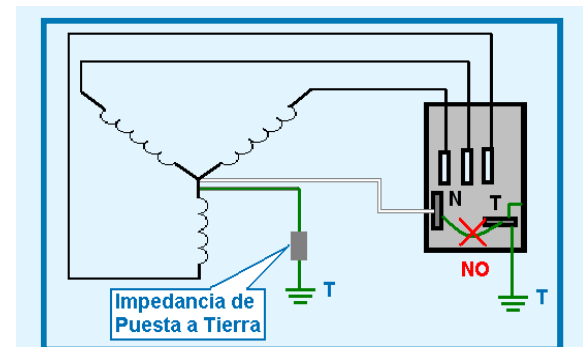 N T
NO
Impedancia de
Puesta a Tierra
T
T